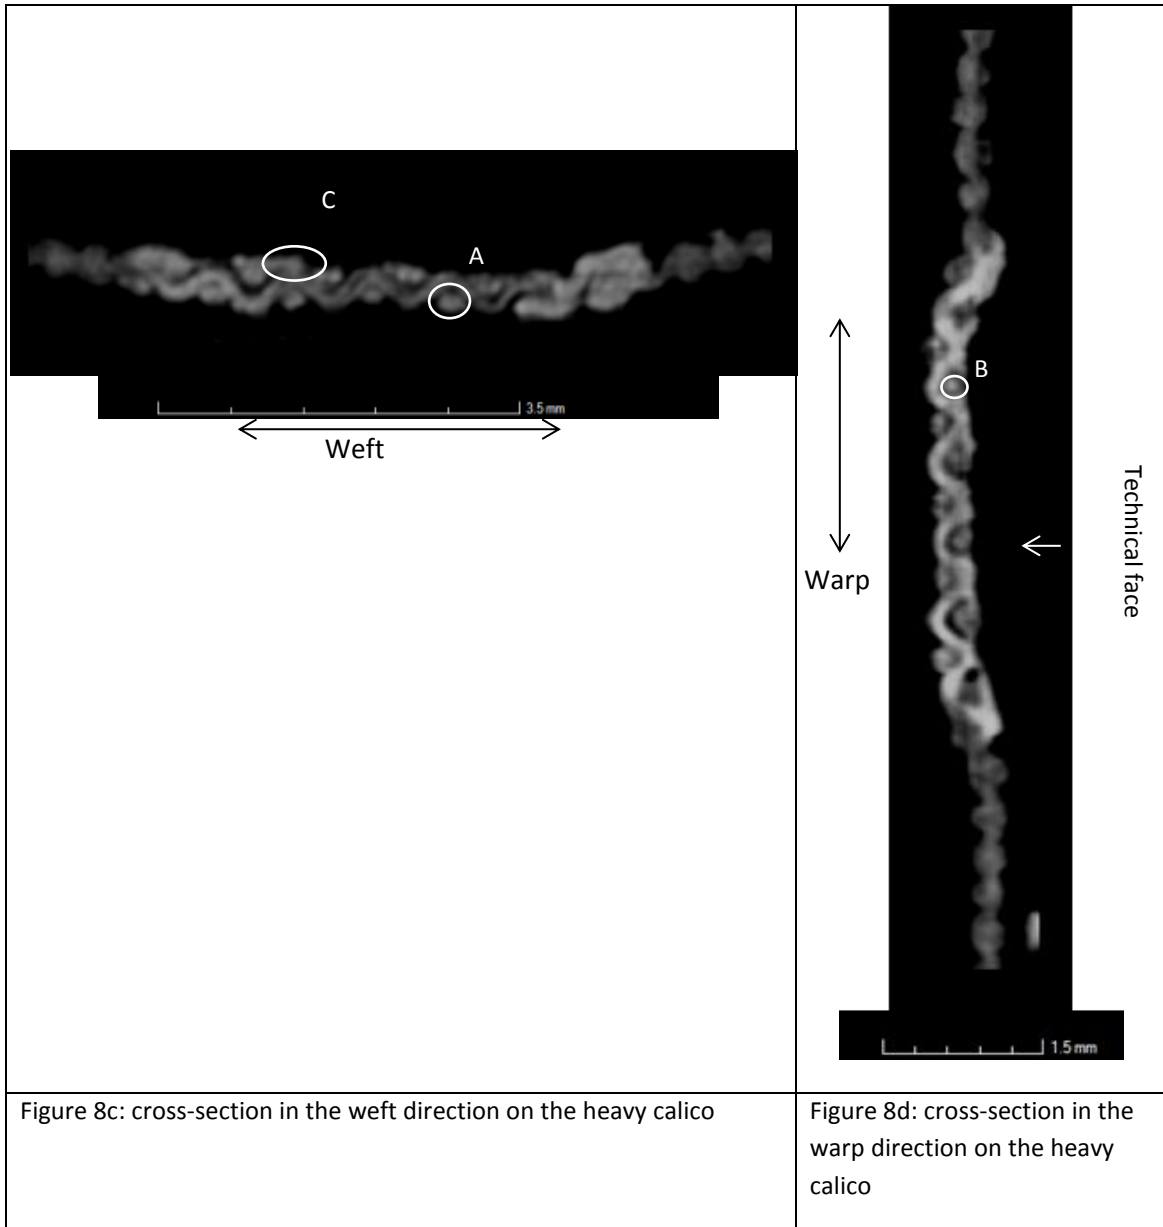 C
A
3.5 mm
Weft
B
Warp
Technical face
1.5 mm
Figure 8c: cross-section in the weft direction on the heavy calico
Figure 8d: cross-section in the
warp direction on the heavy
calico